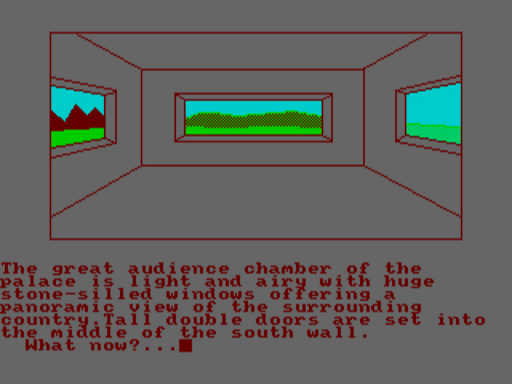 The great audience chamber of the
palace is light and airy with huge
stone-silled windows offering a
panoramic view of the surrounding
country.Tall double doors are set into
the middle of the south wall.
What now?...